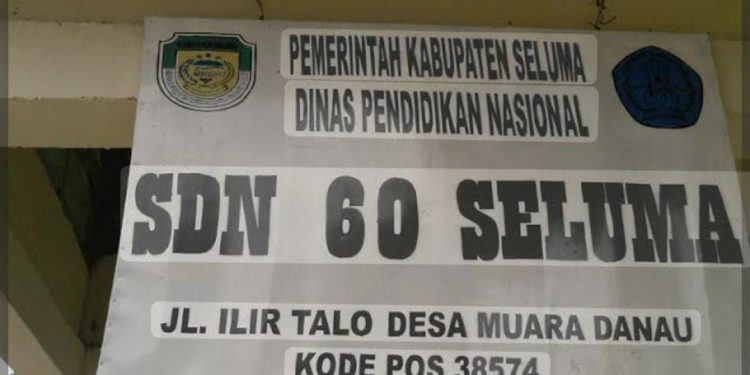 PEMERINTAH KABUPATEN SELUMA
DINAS PENDIDIKAN NASIONAL
SDN 60 SELUMA
JL. ILIR TALO DESA MUARA DANAU
KODE POS 38574